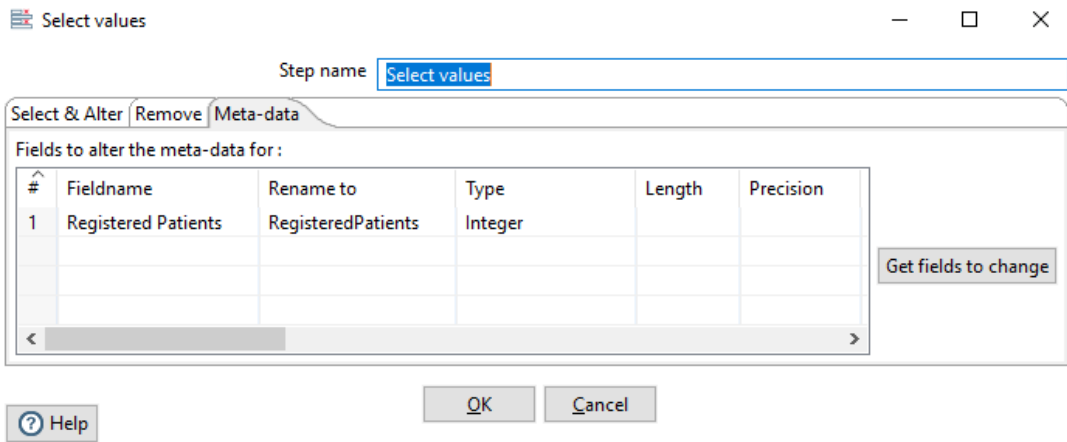 Select values
Step name Select values
Select & Alter Remove Meta-data
Fields to alter the meta-data for :
# Fieldname Rename to Type Length Precision
1 Registered Patients RegisteredPatients Integer
Get fields to change
OK Cancel
? Help